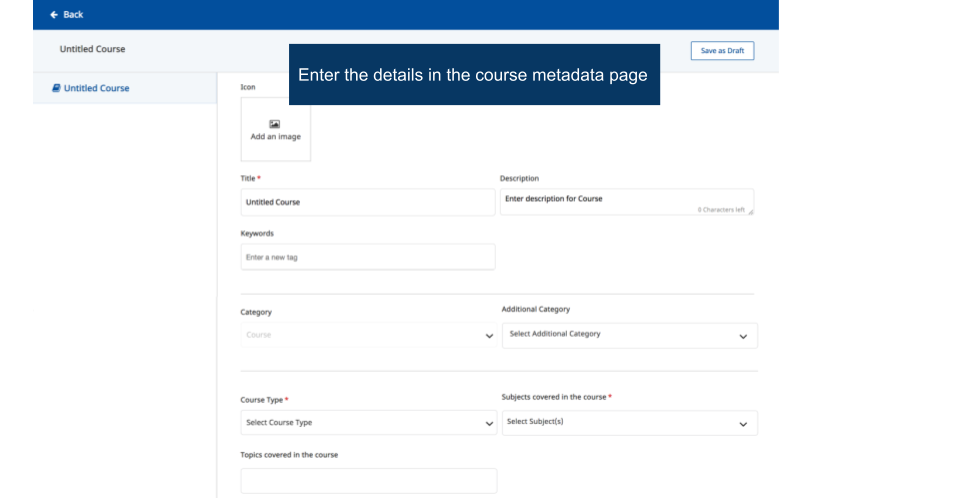 Back
Untitled Course
Save as Draft
Enter the details in the course metadata page
Untitled Course
Icon
Add an image
Title *
Description
Untitled Course
Enter description for Course
0 Characters left
Keywords
Enter a new tag
Category
Additional Category
Course
Select Additional Category
Course Type *
Subjects covered in the course *
Select Course Type
Select Subject(s)
Topics covered in the course